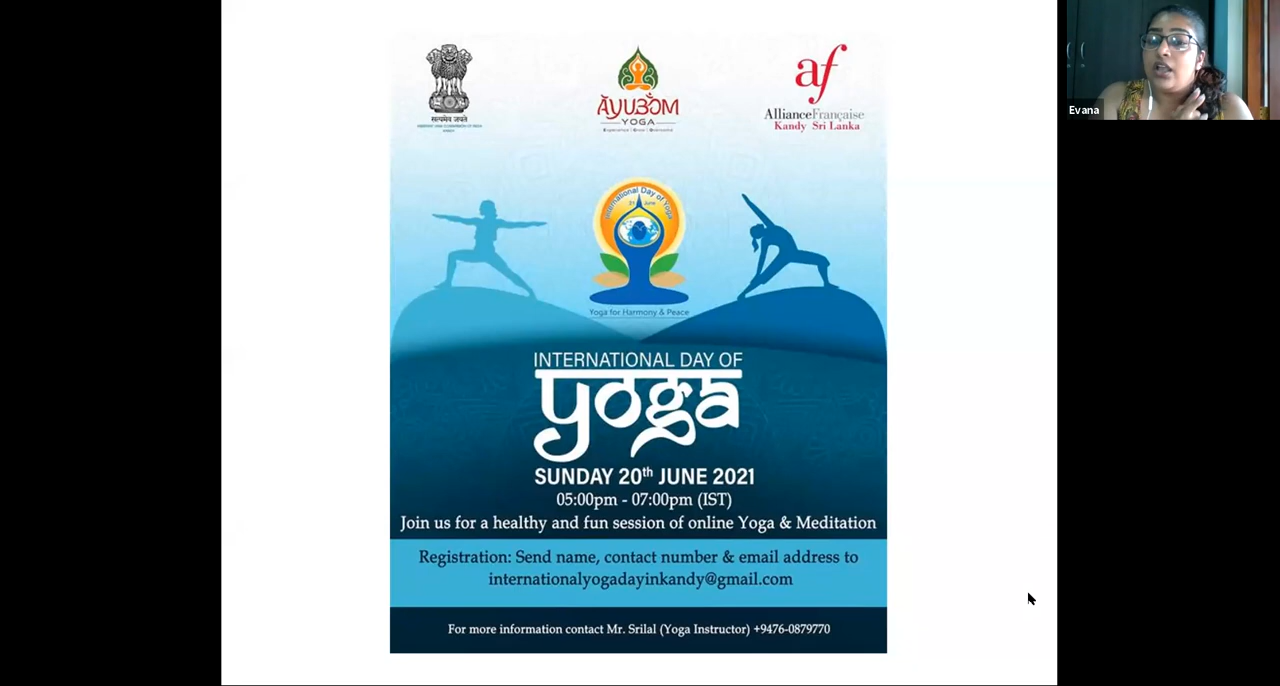 सत्यमेव जयते
AYUBOM
YOGA
Alliance Française
Kandy Sri Lanka
Evana
International Day of Yoga
21 June
Yoga for Harmony & Peace
INTERNATIONAL DAY OF
yoga
SUNDAY 20th JUNE 2021
05:00pm - 07:00pm (IST)
Join us for a healthy and fun session of online Yoga & Meditation
Registration: Send name, contact number & email address to
internationalyogadayinkandy@gmail.com
For more information contact Mr. Srilal (Yoga Instructor) +9476-0879770